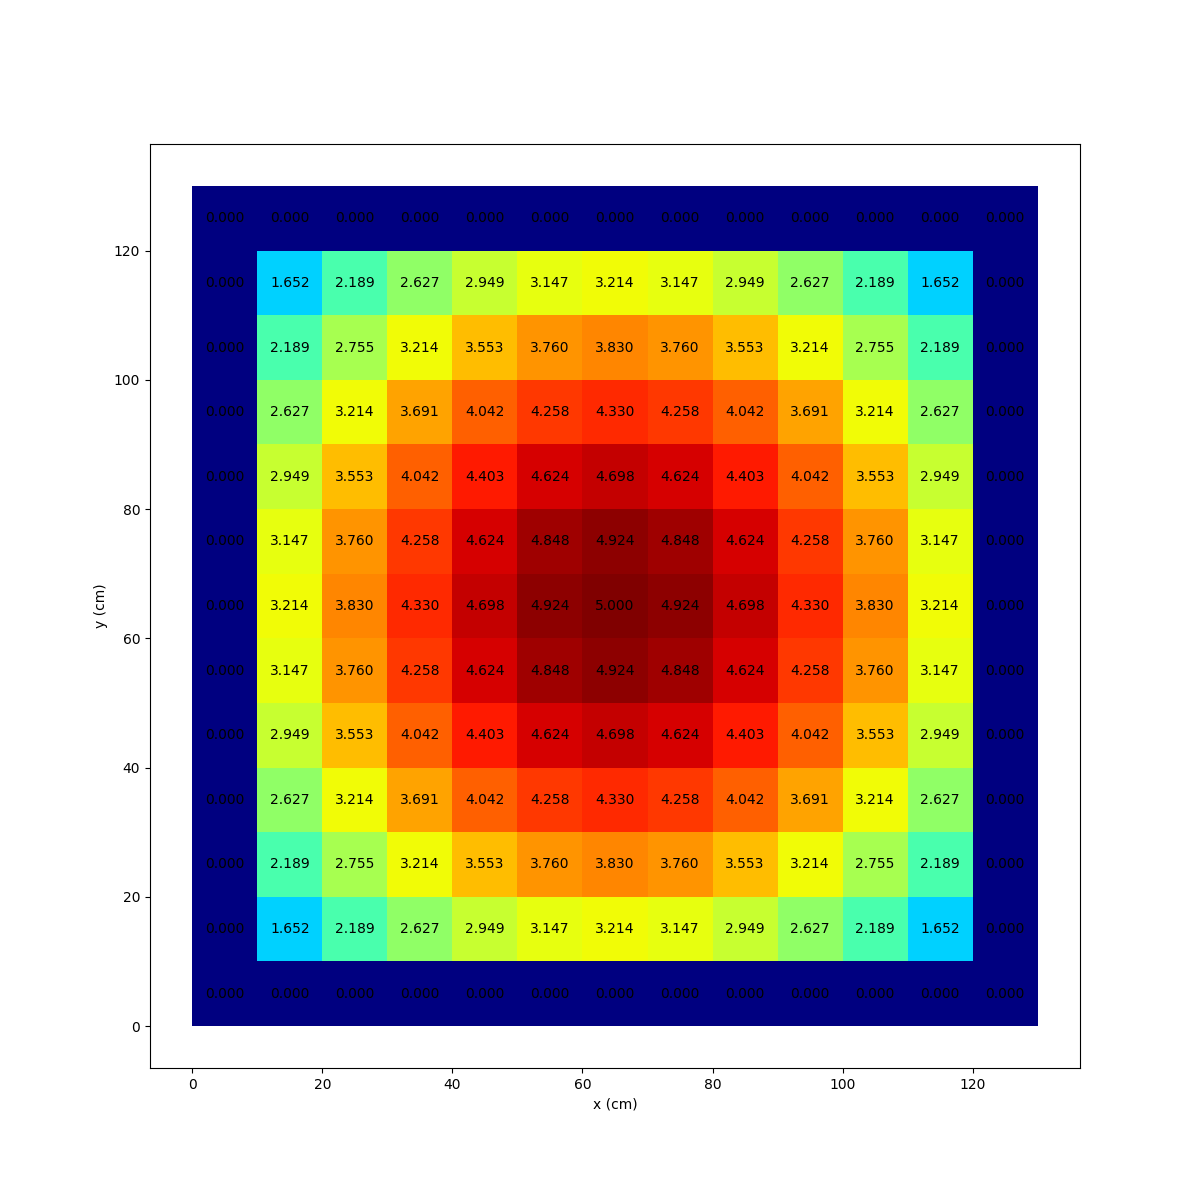 0.000 0.000 0.000 0.000 0.000 0.000 0.000 0.000 0.000 0.000 0.000 0.000 0.000
120
0.000 1.652 2.189 2.627 2.949 3.147 3.214 3.147 2.949 2.627 2.189 1.652 0.000
0.000 2.189 2.755 3.214 3.553 3.760 3.830 3.760 3.553 3.214 2.755 2.189 0.000
100
0.000 2.627 3.214 3.691 4.042 4.258 4.330 4.258 4.042 3.691 3.214 2.627 0.000
0.000 2.949 3.553 4.042 4.403 4.624 4.698 4.624 4.403 4.042 3.553 2.949 0.000
80
0.000 3.147 3.760 4.258 4.624 4.848 4.924 4.848 4.624 4.258 3.760 3.147 0.000
y (cm)
0.000 3.214 3.830 4.330 4.698 4.924 5.000 4.924 4.698 4.330 3.830 3.214 0.000
60
0.000 3.147 3.760 4.258 4.624 4.848 4.924 4.848 4.624 4.258 3.760 3.147 0.000
0.000 2.949 3.553 4.042 4.403 4.624 4.698 4.624 4.403 4.042 3.553 2.949 0.000
40
0.000 2.627 3.214 3.691 4.042 4.258 4.330 4.258 4.042 3.691 3.214 2.627 0.000
0.000 2.189 2.755 3.214 3.553 3.760 3.830 3.760 3.553 3.214 2.755 2.189 0.000
20
0.000 1.652 2.189 2.627 2.949 3.147 3.214 3.147 2.949 2.627 2.189 1.652 0.000
0.000 0.000 0.000 0.000 0.000 0.000 0.000 0.000 0.000 0.000 0.000 0.000 0.000
0
0 20 40 60 80 100 120
x (cm)